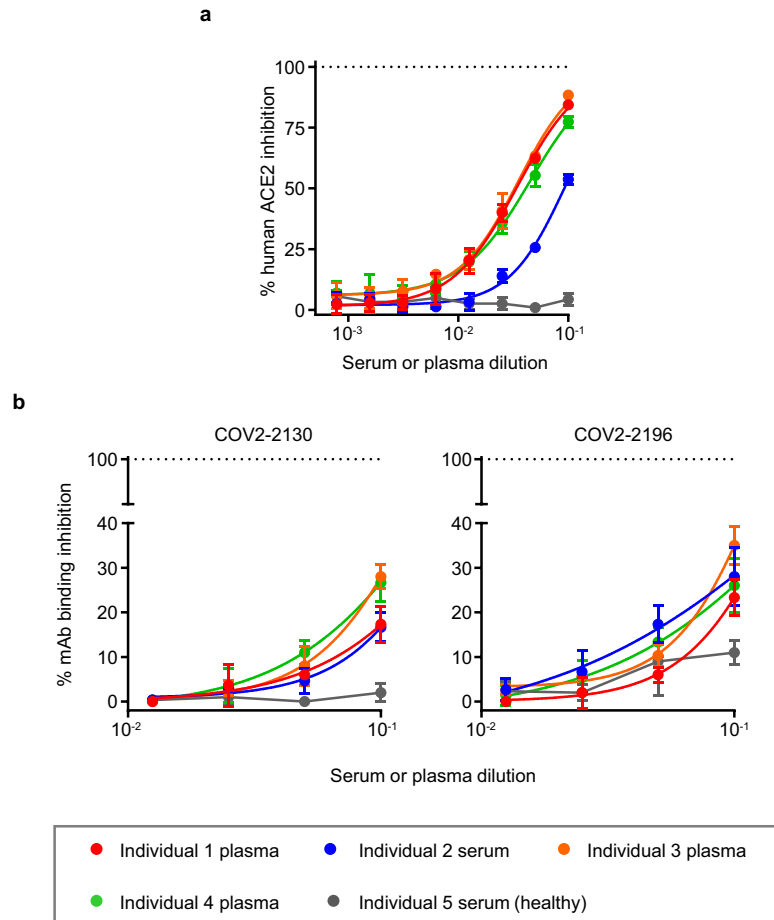 a
100
75
50
25
0
% human ACE2 inhibition
10-3
10-2
10-1
Serum or plasma dilution
b
COV2-2130
COV2-2196
100
40
30
20
10
0
% mAb binding inhibition
10-2
10-1
100
40
30
20
10
0
10-2
10-1
Serum or plasma dilution
Individual 1 plasma
Individual 2 serum
Individual 3 plasma
Individual 4 plasma
Individual 5 serum (healthy)